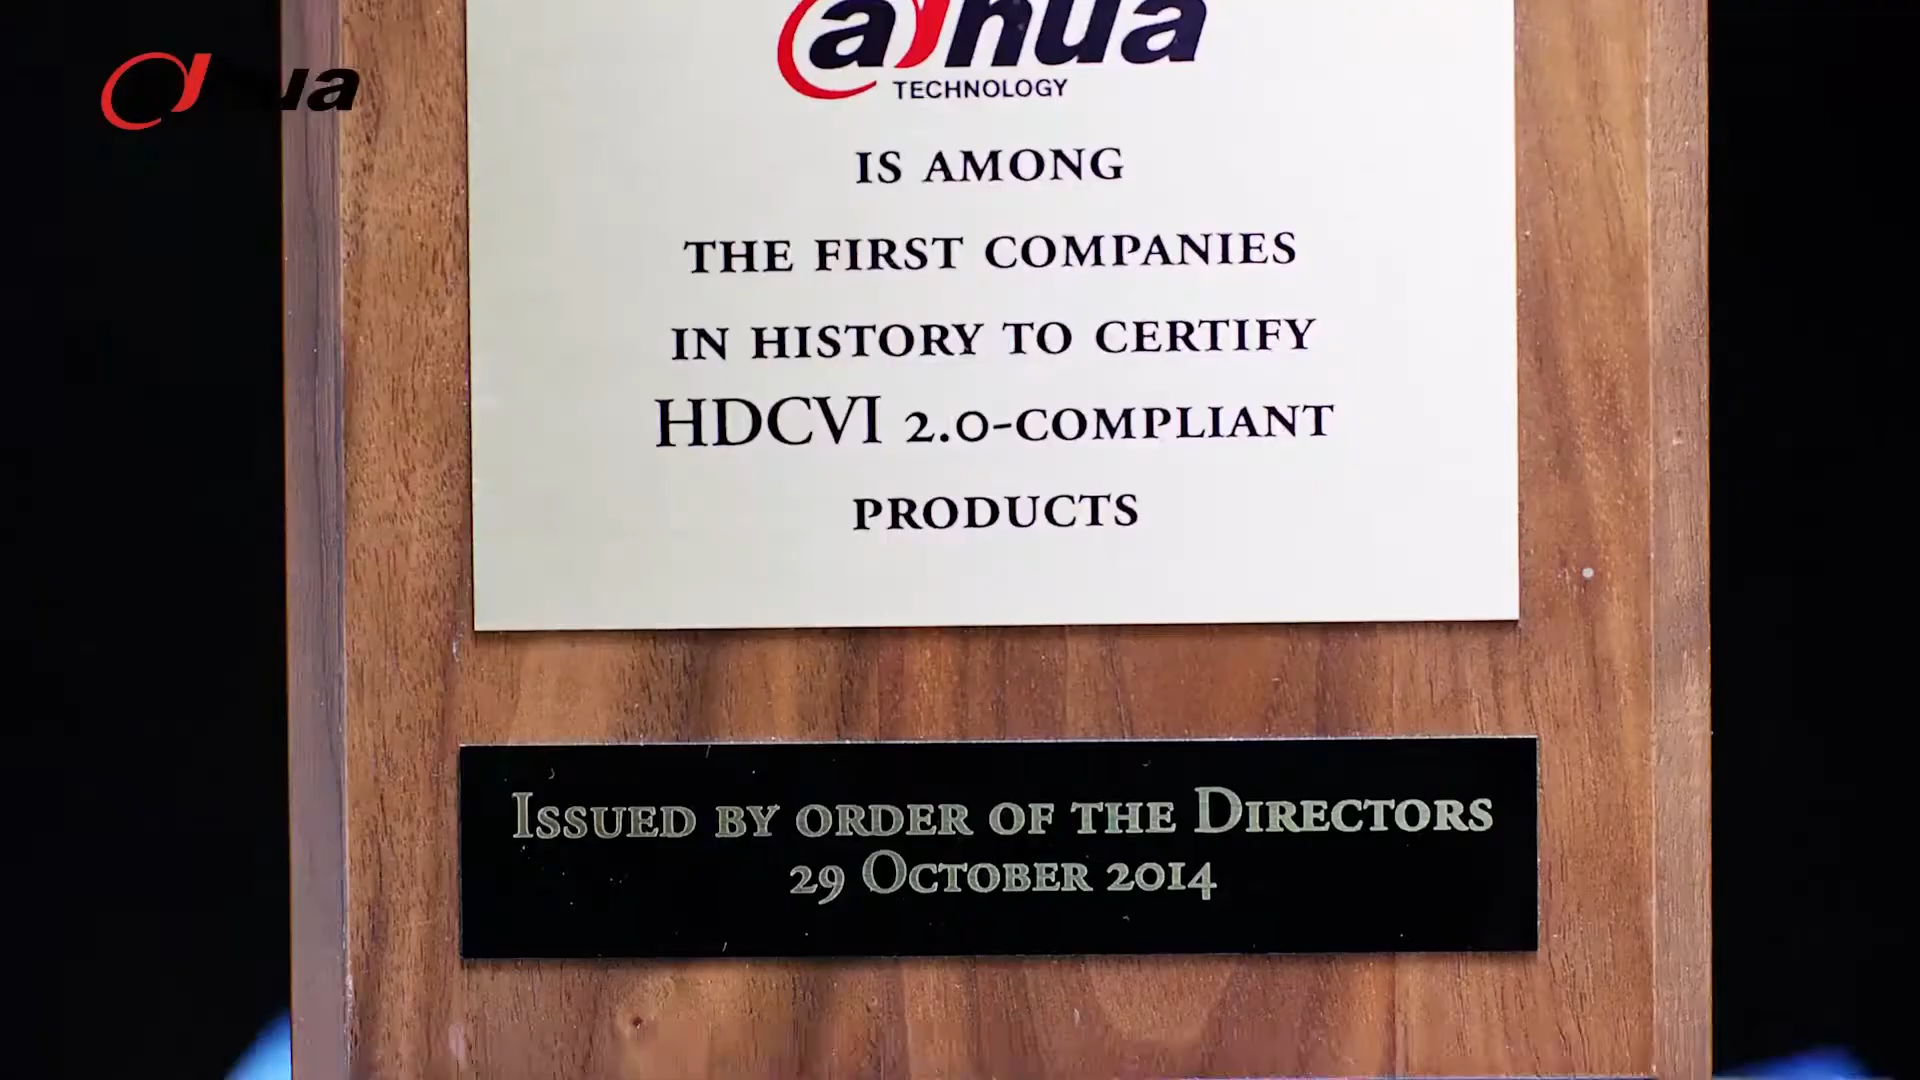 alhua
alhua
TECHNOLOGY
IS AMONG
THE FIRST COMPANIES
IN HISTORY TO CERTIFY
HDCVI 2.0-COMPLIANT
PRODUCTS
ISSUED BY ORDER OF THE DIRECTORS
29 OCTOBER 2014